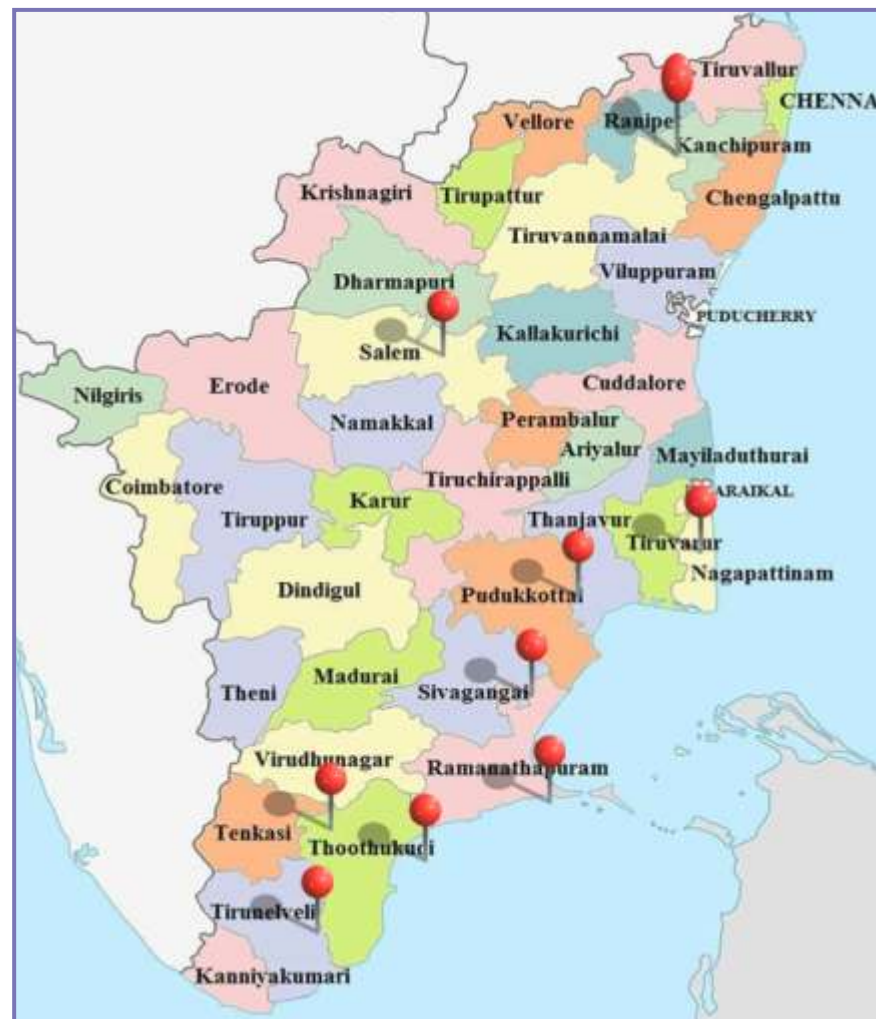 Tiruvallur
CHENNA
Vellore
Ranipe
Kanchipuram
Krishnagiri
Tirupattur
Chengalpattu
Tiruvannamalai
Viluppuram
Dharmapuri
PUDUCHERRY
Kallakurichi
Salem
Erode
Cuddalore
Nilgiris
Namakkal
Perambalur
Ariyalur
Mayiladuthurai
Tiruchirappalli
Coimbatore
Karur
ARAIKAL
Tiruppur
Thanjavur
Tiruvarur
Nagapattinam
Dindigul
Pudukkottai
Madurai
Theni
Sivagangai
Virudhunagar
Ramanathapuram
Tenkasi
Thoothukudi
Tirunelveli
Kanniyakumari